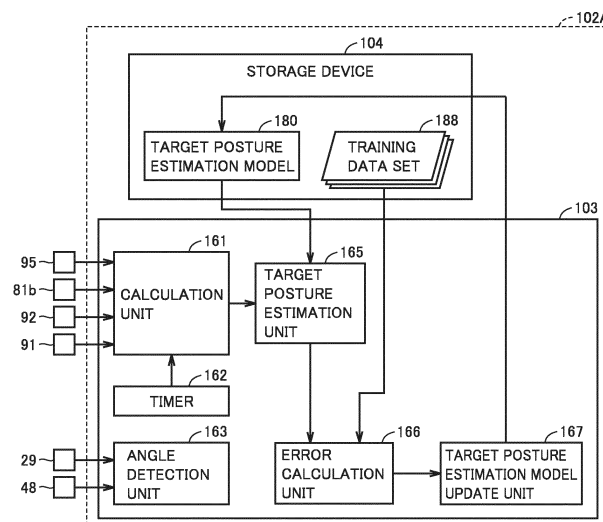 102A
104
STORAGE DEVICE
180
188
TARGET POSTURE
ESTIMATION MODEL
TRAINING
DATA SET
103
161
165
95
81b
92
91
CALCULATION
UNIT
TARGET
POSTURE
ESTIMATION
UNIT
162
TIMER
163
166
167
29
48
ANGLE
DETECTION
UNIT
ERROR
CALCULATION
UNIT
TARGET POSTURE
ESTIMATION MODEL
UPDATE UNIT